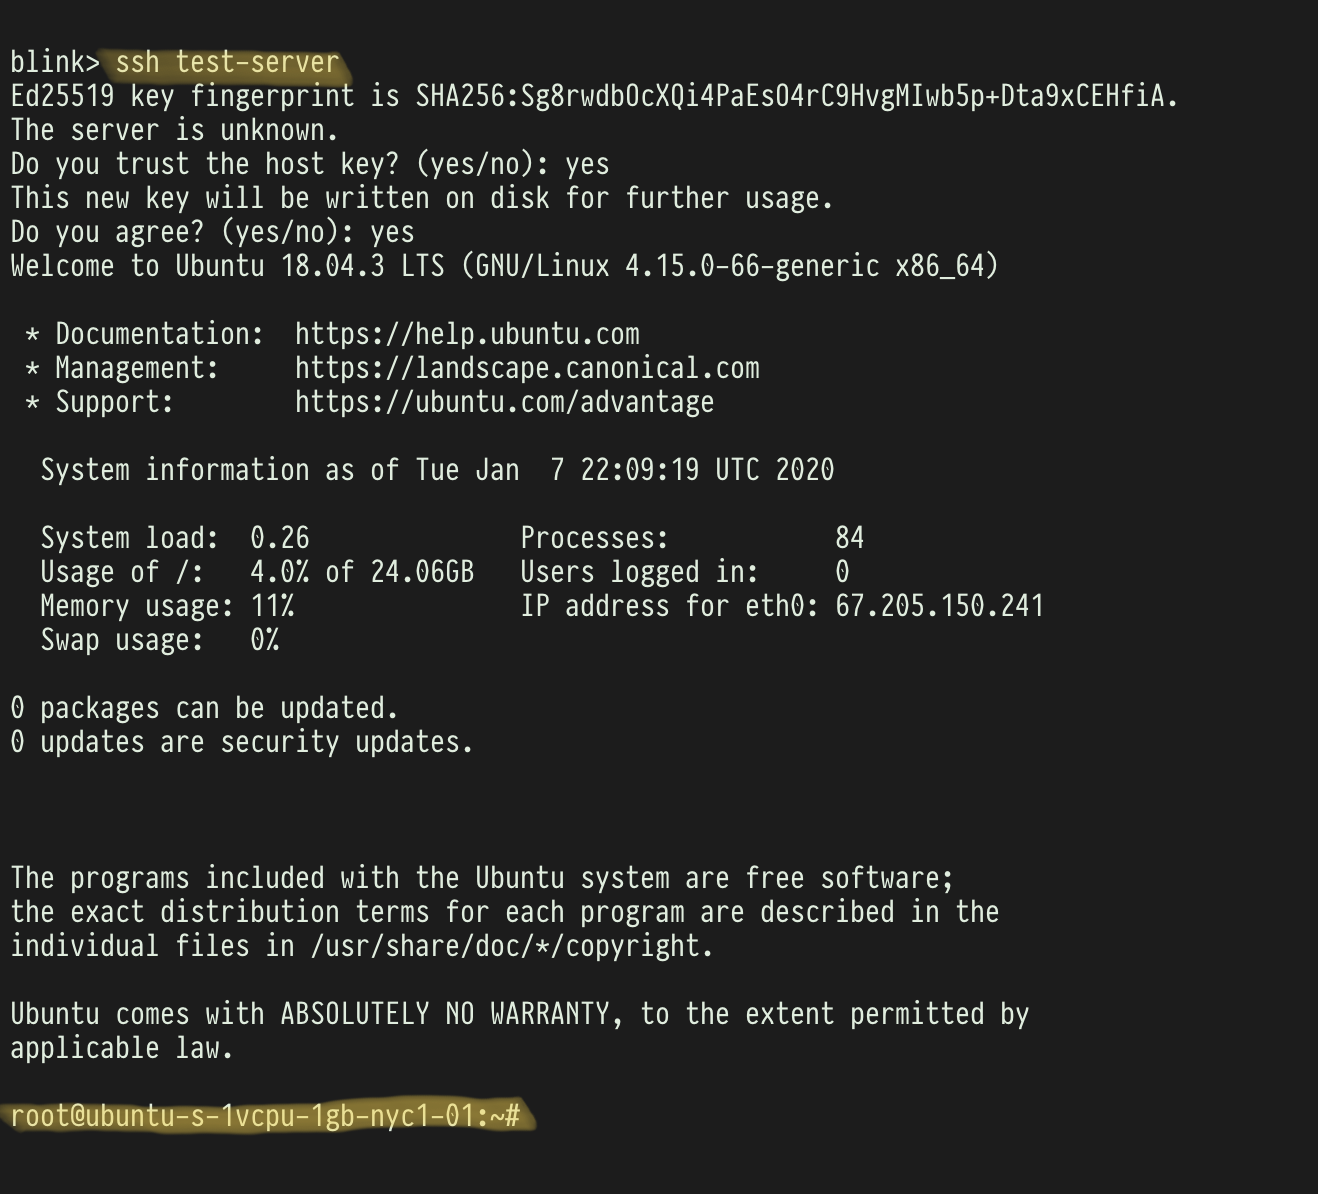 blink> ssh test-server
Ed25519 key fingerprint is SHA256:Sg8rwdbOcXQi4PaEsO4rC9HvgMIwb5p+Dta9xCEHfiA.
The server is unknown.
Do you trust the host key? (yes/no): yes
This new key will be written on disk for further usage.
Do you agree? (yes/no): yes
Welcome to Ubuntu 18.04.3 LTS (GNU/Linux 4.15.0-66-generic x86_64)
* Documentation:  https://help.ubuntu.com
* Management:     https://landscape.canonical.com
* Support:        https://ubuntu.com/advantage
System information as of Tue Jan  7 22:09:19 UTC 2020
System load:  0.26              Processes:           84
Usage of /:   4.0% of 24.06GB   Users logged in:     0
Memory usage: 11%               IP address for eth0: 67.205.150.241
Swap usage:   0%
0 packages can be updated.
0 updates are security updates.
The programs included with the Ubuntu system are free software;
the exact distribution terms for each program are described in the
individual files in /usr/share/doc/*/copyright.
Ubuntu comes with ABSOLUTELY NO WARRANTY, to the extent permitted by
applicable law.
root@ubuntu-s-1vcpu-1gb-nyc1-01:~#